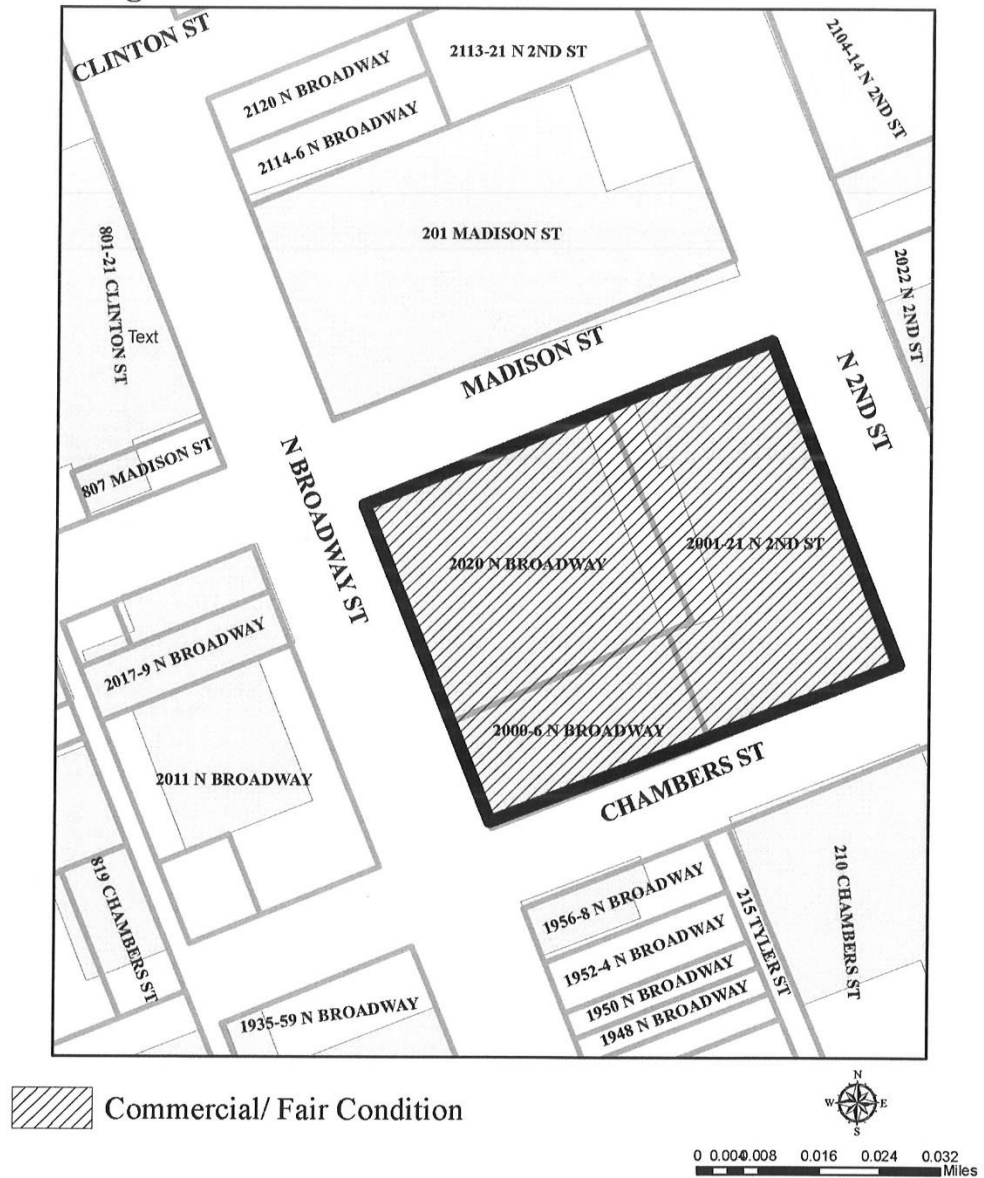 CLINTON ST
2120 N BROADWAY
2113-21 N 2ND ST
2104-14 N 2ND ST
2114-6 N BROADWAY
201 MADISON ST
801-21 CLINTON ST
Text
2022 N 2ND ST
MADISON ST
N 2ND ST
807 MADISON ST
N BROADWAY ST
2020 N BROADWAY
2001-21 N 2ND ST
2017-9 N BROADWAY
2000-6 N BROADWAY
2011 N BROADWAY
CHAMBERS ST
819 CHAMBERS ST
1956-8 N BROADWAY
215 TYLER ST
210 CHAMBERS ST
1952-4 N BROADWAY
1950 N BROADWAY
1948 N BROADWAY
1935-59 N BROADWAY
Commercial/ Fair Condition
N
W E
S
0 0.004 0.008 0.016 0.024 0.032
Miles